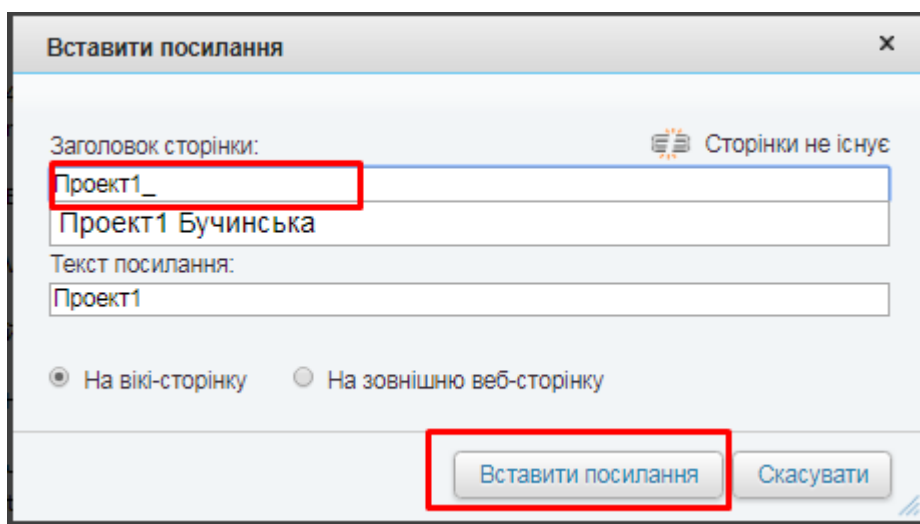 Вставити посилання ×
Заголовок сторінки: Сторінки не існує
Проект1_
Проект1 Бучинська
Текст посилання:
Проект1
На вікі-сторінку На зовнішню веб-сторінку
Вставити посилання Скасувати